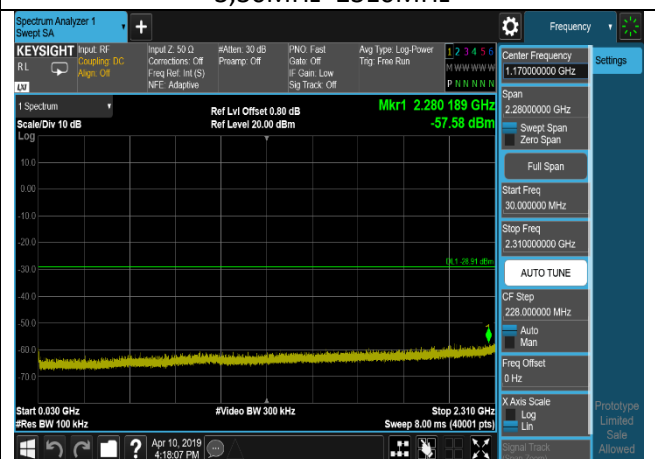 Spectrum Analyzer 1
Swept SA
+
Frequency
KEYSIGHT Input: RF
RL
Coupling: DC
Align: Off
LXI
Input Z: 50 Ω
Corrections: Off
Freq Ref: Int (S)
NFE: Adaptive
#Atten: 30 dB
Preamp: Off
PNO: Fast
Gate: Off
IF Gain: Low
Sig Track: Off
Avg Type: Log-Power
Trig: Free Run
1 2 3 4 5 6
M W W W W W
P N N N N N
1 Spectrum
Scale/Div 10 dB
Log
Ref Lvl Offset 0.80 dB
Ref Level 20.00 dBm
Mkr1 2.280 189 GHz
-57.58 dBm
10.0
0.00
-10.0
-20.0
-30.0
-40.0
-50.0
-60.0
-70.0
DL1 -28.91 dBm
1
Start 0.030 GHz
#Res BW 100 kHz
#Video BW 300 kHz
Stop 2.310 GHz
Sweep 8.00 ms (40001 pts)
Center Frequency
1.170000000 GHz
Span
2.28000000 GHz
Swept Span
Zero Span
Full Span
Start Freq
30.000000 MHz
Stop Freq
2.310000000 GHz
AUTO TUNE
CF Step
228.000000 MHz
Auto
Man
Freq Offset
0 Hz
X Axis Scale
Log
Lin
Signal Track
Settings
Prototype
Limited
Sale
Allowed
?
Apr 10, 2019
4:18:07 PM